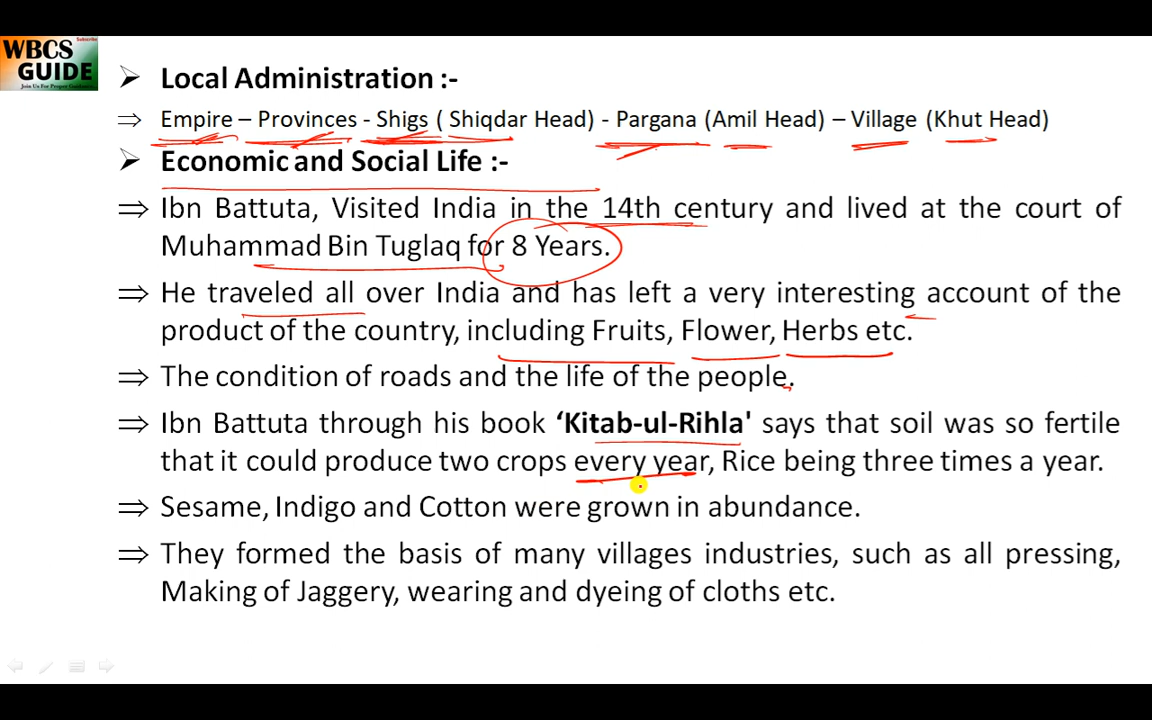 Subscribe
WBCS
GUIDE
Join Us For Proper Guidance
Local Administration :-
Empire – Provinces - Shigs ( Shiqdar Head) - Pargana (Amil Head) – Village (Khut Head)
Economic and Social Life :-
Ibn Battuta, Visited India in the 14th century and lived at the court of
Muhammad Bin Tuglaq for 8 Years.
He traveled all over India and has left a very interesting account of the
product of the country, including Fruits, Flower, Herbs etc.
The condition of roads and the life of the people.
Ibn Battuta through his book ‘Kitab-ul-Rihla' says that soil was so fertile
that it could produce two crops every year, Rice being three times a year.
Sesame, Indigo and Cotton were grown in abundance.
They formed the basis of many villages industries, such as all pressing,
Making of Jaggery, wearing and dyeing of cloths etc.